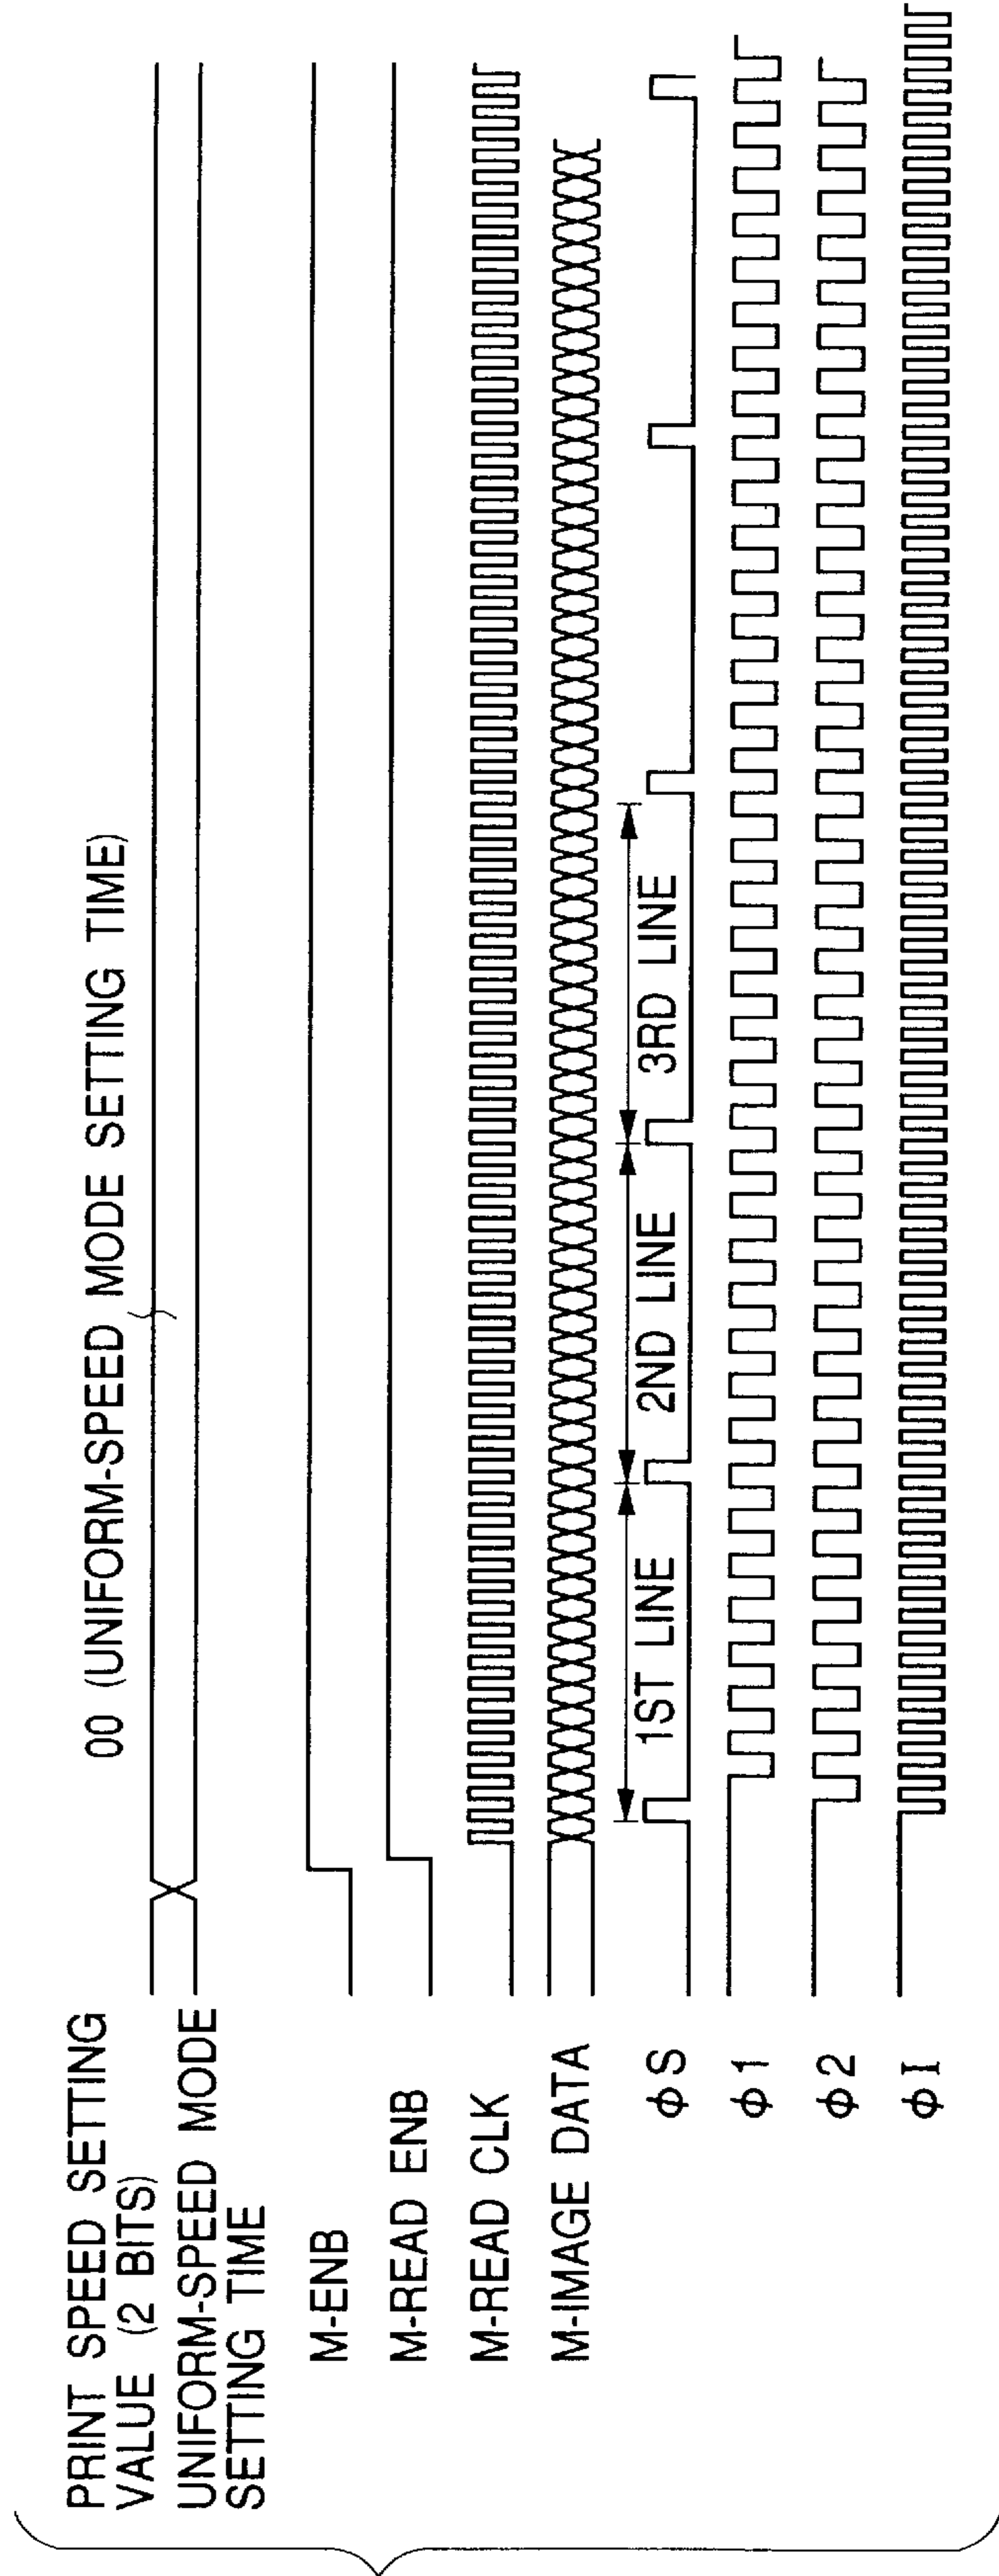 PRINT SPEED SETTING
VALUE (2 BITS)
UNIFORM-SPEED MODE
SETTING TIME
00 (UNIFORM-SPEED MODE SETTING TIME)
M-ENB
M-READ ENB
M-READ CLK
M-IMAGE DATA
1ST LINE
2ND LINE
3RD LINE
ϕS
ϕ1
ϕ2
ϕI